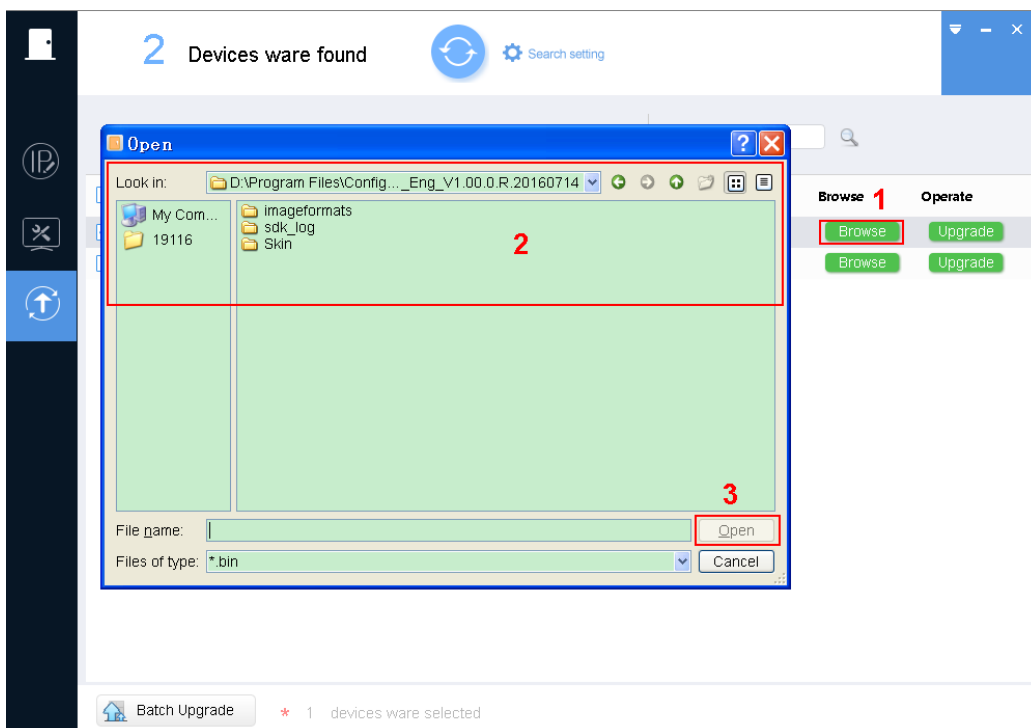 2 Devices ware found
Search setting
Open
Look in: D:\Program Files\Config..._Eng_V1.00.0.R.20160714
My Com...
19116
imageformats
sdk_log
Skin
2
Browse 1 Operate
Browse Upgrade
Browse Upgrade
3
File name: Open
Files of type: *.bin Cancel
Batch Upgrade * 1 devices ware selected
IP